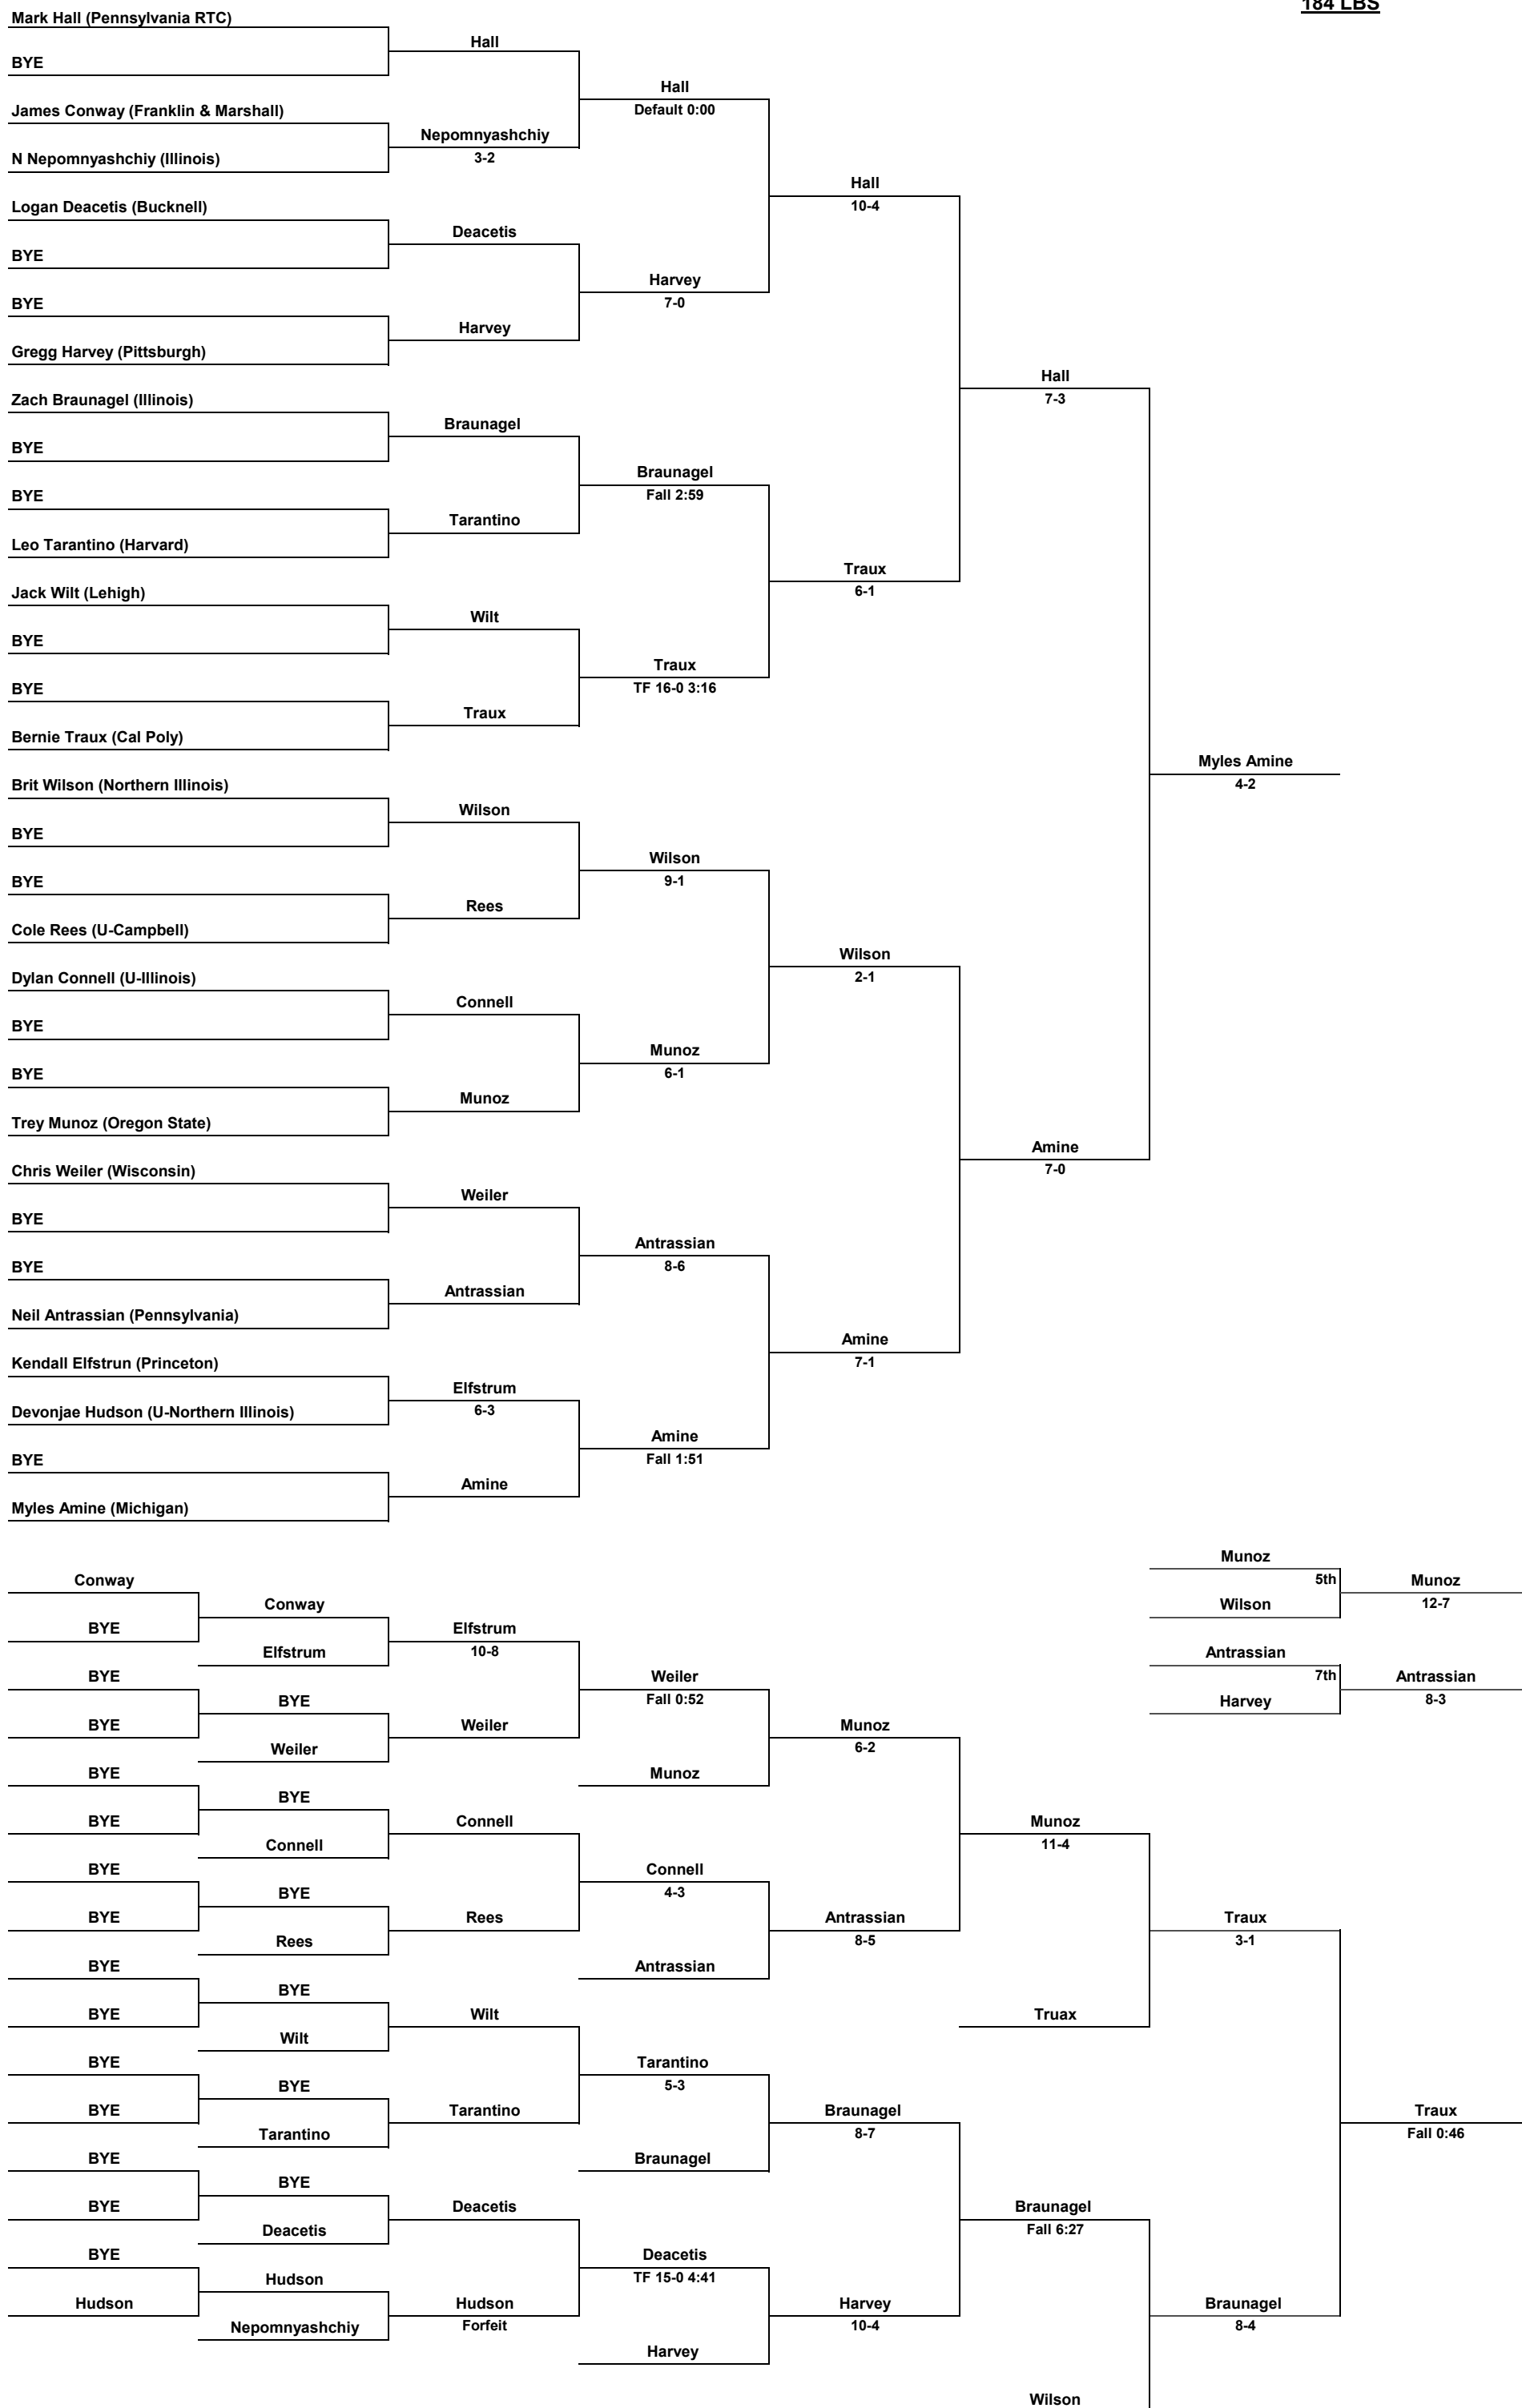 184 LBS
Mark Hall (Pennsylvania RTC)
Hall
BYE
Hall
Default 0:00
James Conway (Franklin & Marshall)
Nepomnyashchiy
3-2
N Nepomnyashchiy (Illinois)
Hall
10-4
Logan Deacetis (Bucknell)
Deacetis
BYE
Harvey
7-0
BYE
Harvey
Gregg Harvey (Pittsburgh)
Hall
7-3
Zach Braunagel (Illinois)
Braunagel
BYE
Braunagel
Fall 2:59
BYE
Tarantino
Leo Tarantino (Harvard)
Traux
6-1
Jack Wilt (Lehigh)
Wilt
BYE
Traux
TF 16-0 3:16
BYE
Traux
Bernie Traux (Cal Poly)
Myles Amine
4-2
Brit Wilson (Northern Illinois)
Wilson
BYE
Wilson
9-1
BYE
Rees
Cole Rees (U-Campbell)
Wilson
2-1
Dylan Connell (U-Illinois)
Connell
BYE
Munoz
6-1
BYE
Munoz
Trey Munoz (Oregon State)
Amine
7-0
Chris Weiler (Wisconsin)
Weiler
BYE
Antrassian
8-6
BYE
Antrassian
Neil Antrassian (Pennsylvania)
Amine
7-1
Kendall Elfstrun (Princeton)
Elfstrum
6-3
Devonjae Hudson (U-Northern Illinois)
Amine
Fall 1:51
BYE
Amine
Myles Amine (Michigan)
Munoz
5th
Wilson
Munoz
12-7
Antrassian
7th
Harvey
Antrassian
8-3
Conway
Conway
BYE
Elfstrum
10-8
Elfstrum
BYE
Weiler
Fall 0:52
BYE
BYE
Weiler
Weiler
Munoz
6-2
BYE
Munoz
BYE
BYE
Connell
Munoz
11-4
Connell
BYE
Connell
4-3
BYE
BYE
Rees
Antrassian
8-5
Traux
3-1
Rees
BYE
Antrassian
BYE
BYE
Wilt
Truax
Wilt
BYE
Tarantino
5-3
BYE
BYE
Tarantino
Braunagel
8-7
Traux
Fall 0:46
Tarantino
BYE
Braunagel
BYE
BYE
Deacetis
Braunagel
Fall 6:27
Deacetis
BYE
Deacetis
TF 15-0 4:41
Hudson
Hudson
Hudson
Forfeit
Harvey
10-4
Braunagel
8-4
Nepomnyashchiy
Harvey
Wilson